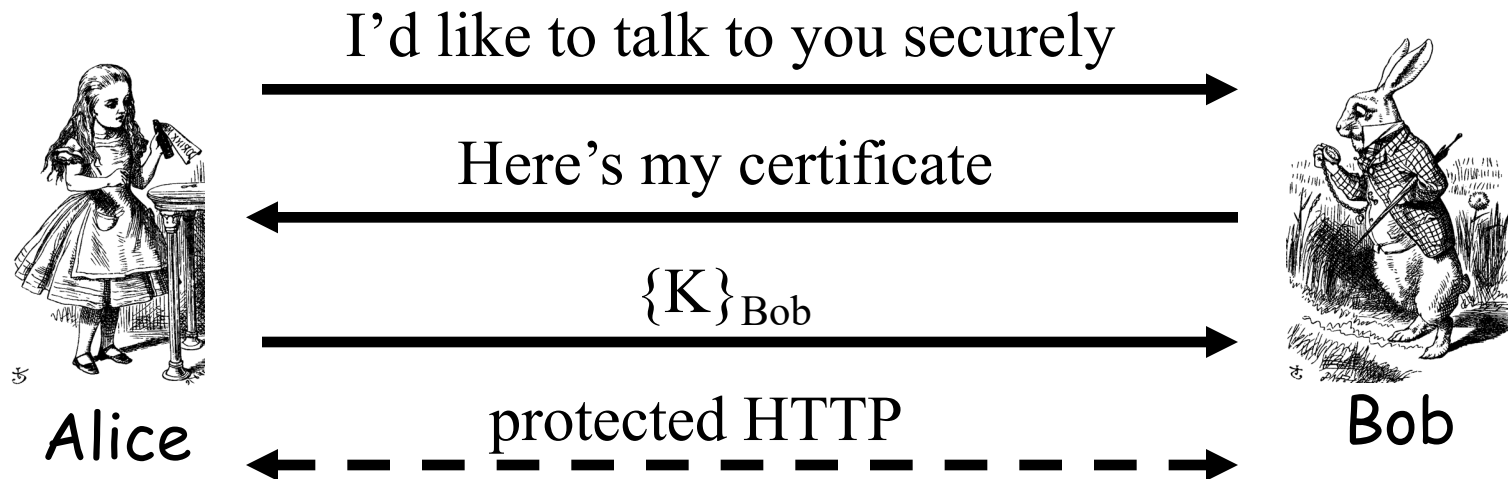 I’d like to talk to you securely
Here’s my certificate
{K}Bob
protected HTTP
Alice
Bob